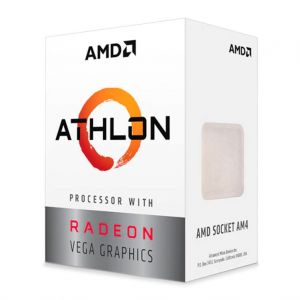 AMD
ATHLON
PROCESSOR WITH
RADEON
VEGA GRAPHICS
AMD
AMD SOCKET AM4